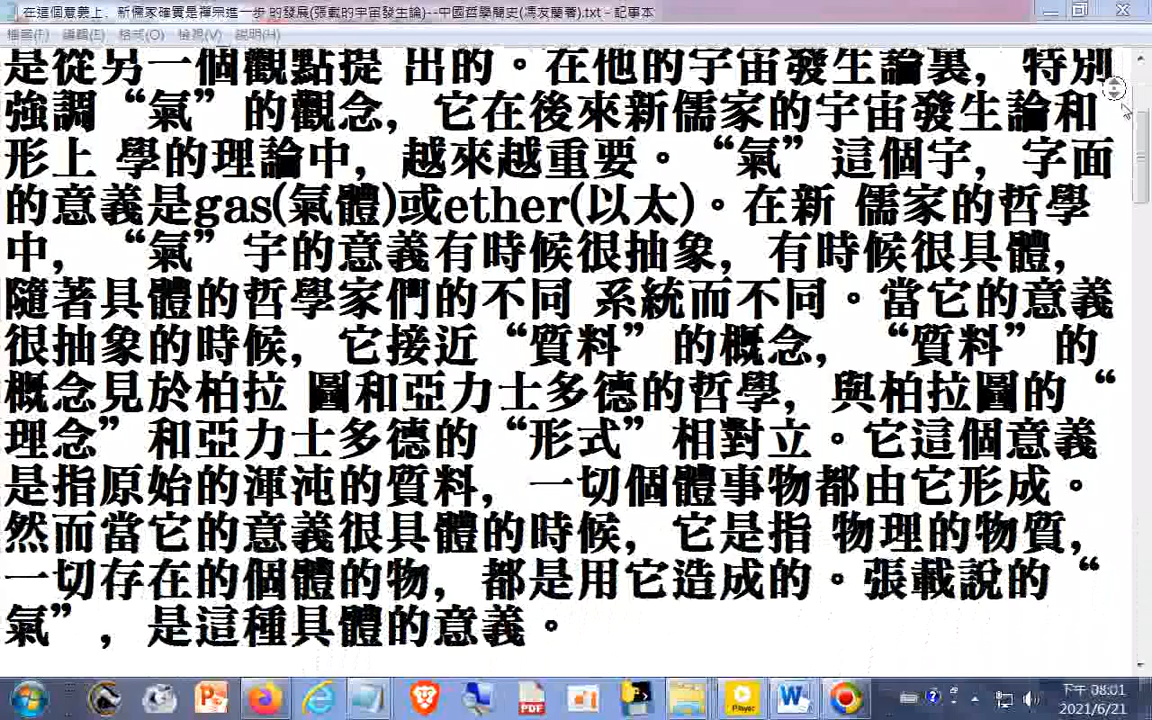 在這個意義上﹐新儒家確實是禪宗進一步 的發展(張載的宇宙發生論)--中國哲學簡史(馮友蘭著).txt - 記事本
檔案(F) 編輯(E) 格式(O) 檢視(V) 說明(H)
是從另一個觀點提 出的。在他的宇宙發生論裏，特別
強調“氣”的觀念，它在後來新儒家的宇宙發生論和
形上 學的理論中，越來越重要。“氣”這個字，字面
的意義是gas(氣體)或ether(以太)。在新 儒家的哲學
中，“氣”字的意義有時候很抽象，有時候很具體，
隨著具體的哲學家們的不同 系統而不同。當它的意義
很抽象的時候，它接近“質料”的概念，“質料”的
概念見於柏拉 圖和亞力士多德的哲學，與柏拉圖的“
理念”和亞力士多德的“形式”相對立。它這個意義
是指原始的渾沌的質料，一切個體事物都由它形成。
然而當它的意義很具體的時候，它是指 物理的物質，
一切存在的個體的物，都是用它造成的。張載說的“
氣”，是這種具體的意義。
PDF
Player
下午 08:01
2021/6/21